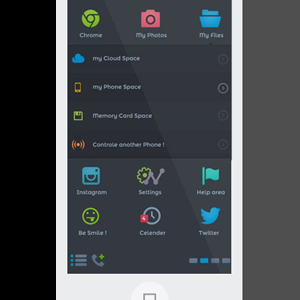 Chrome My Photos My Files
my Cloud Space
my Phone Space
Memory Card Space
Controle another Phone !
Instagram Settings Help area
Be Smile ! Celender Twitter